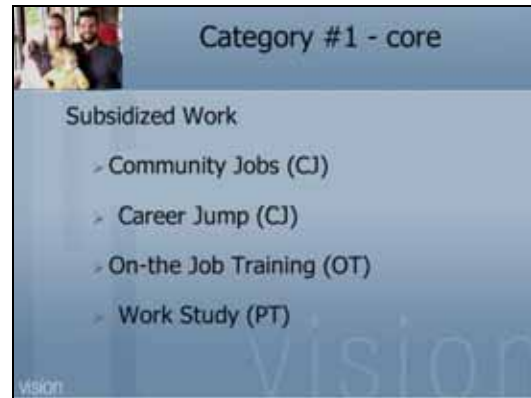 Category #1 - core
Subsidized Work
Community Jobs (CJ)
Career Jump (CJ)
On-the Job Training (OT)
Work Study (PT)
vision
vision